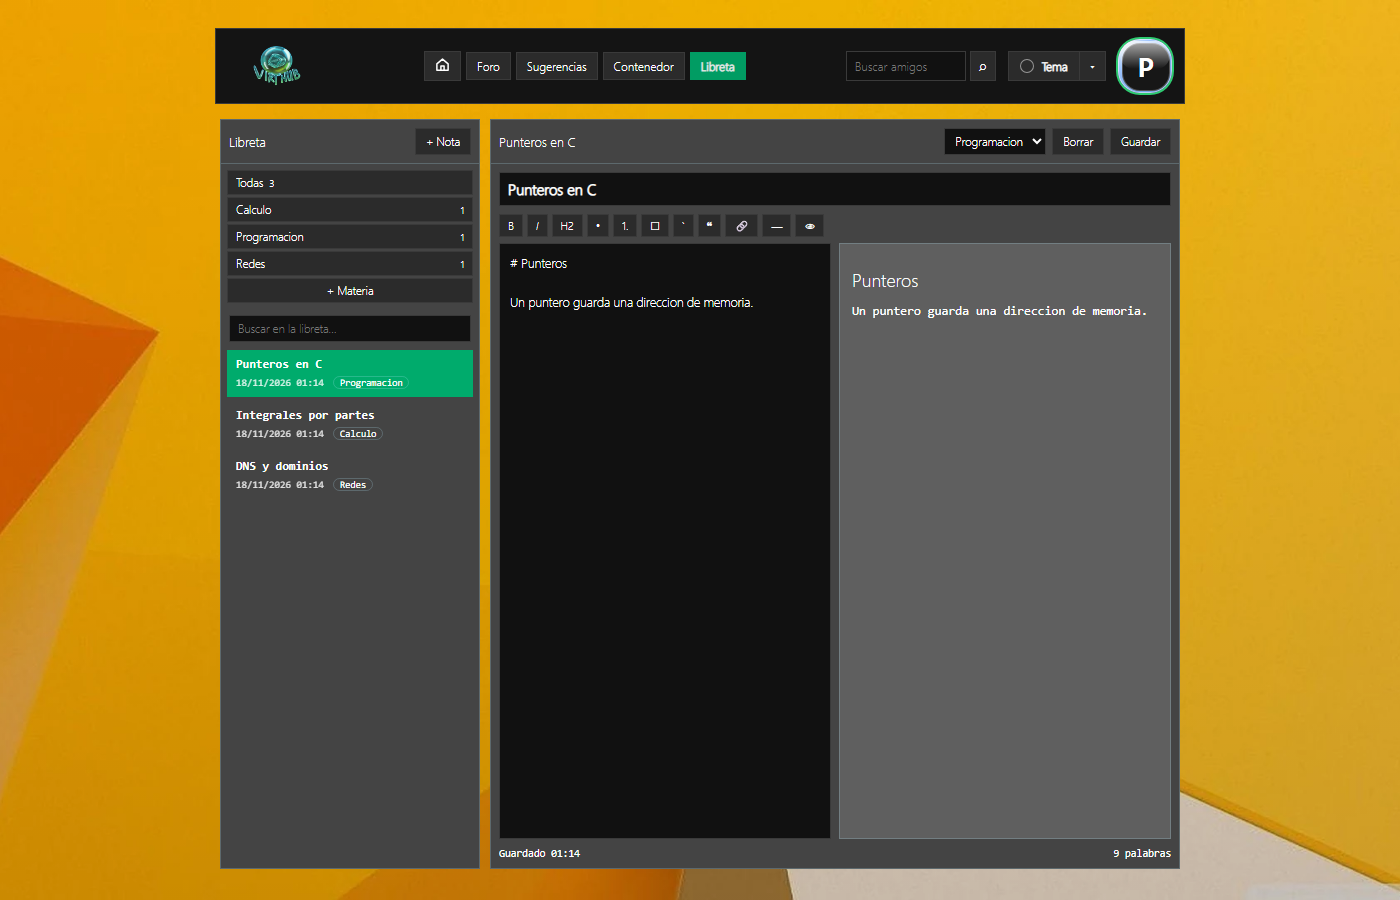 VIRTHUB
Foro
Sugerencias
Contenedor
Libreta
Buscar amigos
Tema
P
Libreta
+ Nota
Todas 3
Calculo 1
Programacion 1
Redes 1
+ Materia
Buscar en la libreta...
Punteros en C
18/11/2026 01:14 Programacion
Integrales por partes
18/11/2026 01:14 Calculo
DNS y dominios
18/11/2026 01:14 Redes
Punteros en C
Programacion
Borrar
Guardar
Punteros en C
B I H2 • 1. ☐ ` ❝ 🔗 — 👁
# Punteros
Un puntero guarda una direccion de memoria.
Punteros
Un puntero guarda una direccion de memoria.
Guardado 01:14
9 palabras